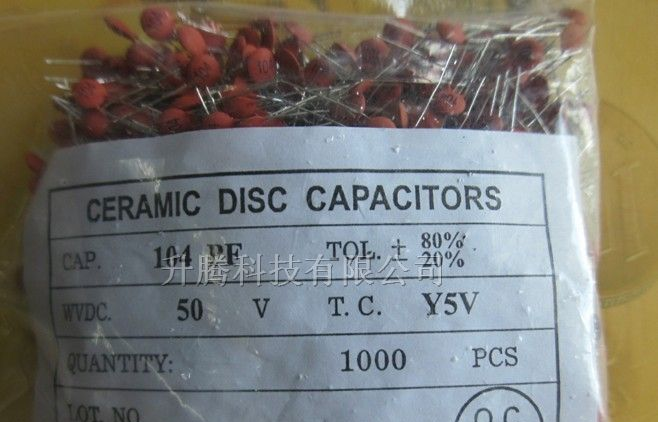 CERAMIC DISC CAPACITORS
CAP. 104 PF TOL. ± 80% 20%
升腾科技有限公司
WVDC. 50 V T. C. Y5V
QUANTITY: 1000 PCS
LOT. NO
Q.C